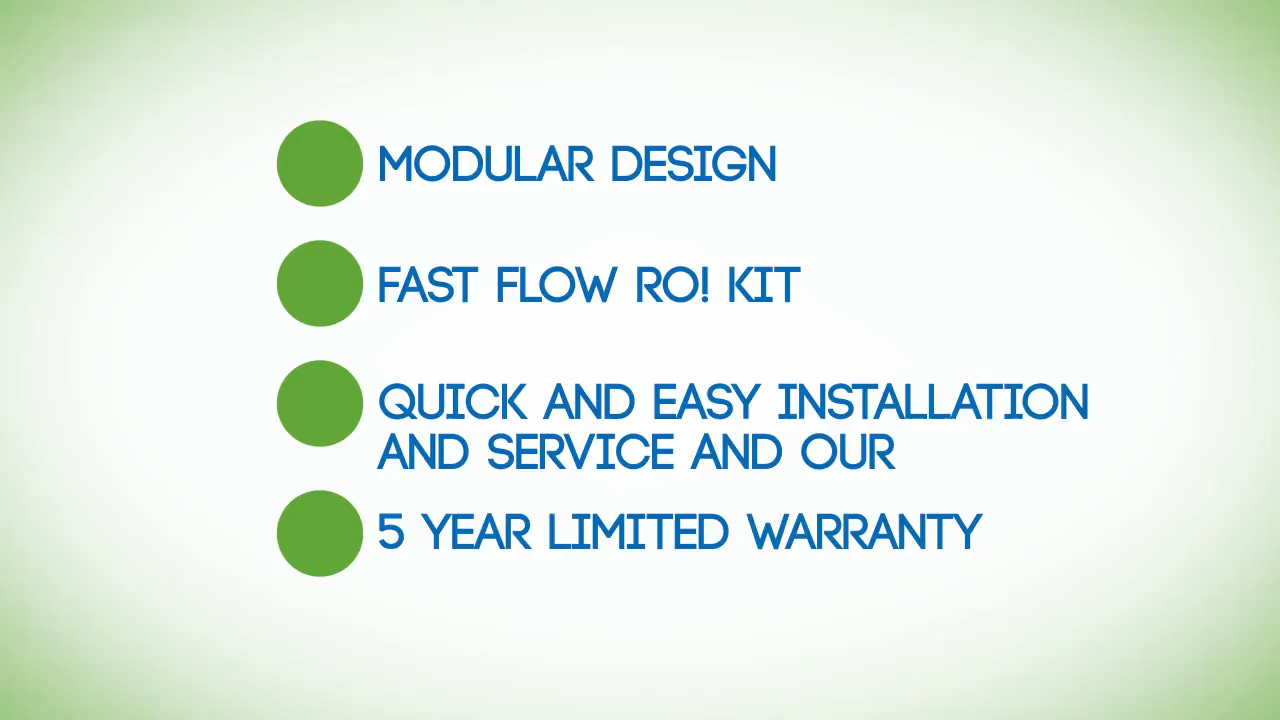 MODULAR DESIGN
FAST FLOW RO! KIT
QUICK AND EASY INSTALLATION
AND SERVICE AND OUR
5 YEAR LIMITED WARRANTY